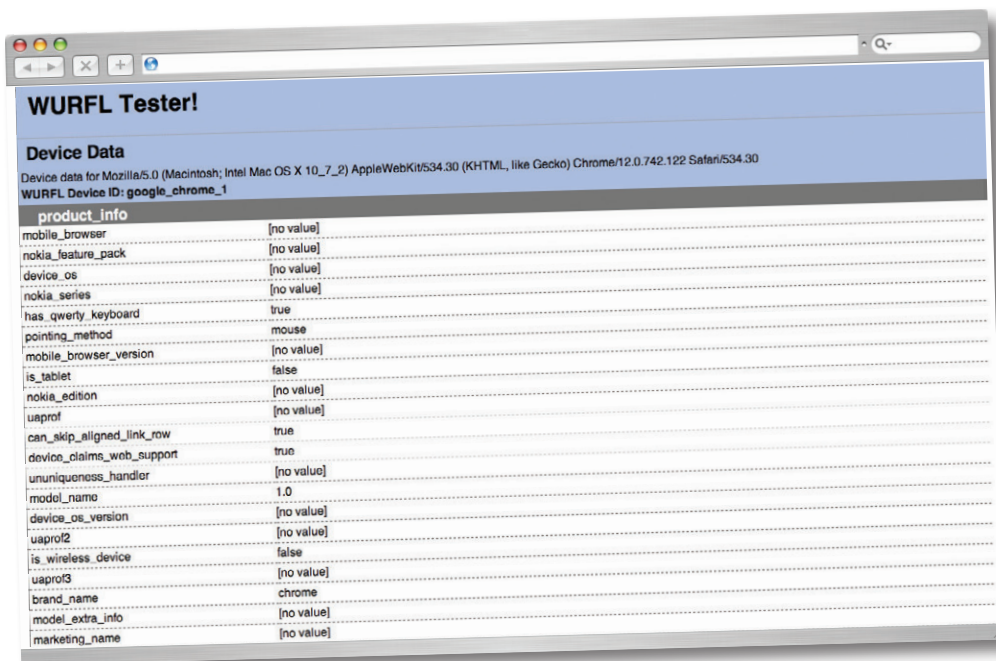 WURFL Tester!
Device Data
Device data for Mozilla/5.0 (Macintosh; Intel Mac OS X 10_7_2) AppleWebKit/534.30 (KHTML, like Gecko) Chrome/12.0.742.122 Safari/534.30
WURFL Device ID: google_chrome_1
product_info
mobile_browser [no value]
nokia_feature_pack [no value]
device_os [no value]
nokia_series [no value]
has_qwerty_keyboard true
pointing_method mouse
mobile_browser_version [no value]
is_tablet false
nokia_edition [no value]
uaprof [no value]
can_skip_aligned_link_row true
device_claims_web_support true
ununiqueness_handler [no value]
model_name 1.0
device_os_version [no value]
uaprof2 [no value]
is_wireless_device false
uaprof3 [no value]
brand_name chrome
model_extra_info [no value]
marketing_name [no value]